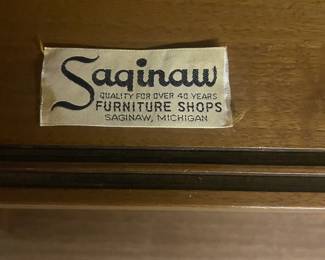 Saginaw
QUALITY FOR OVER 40 YEARS
FURNITURE SHOPS
SAGINAW, MICHIGAN